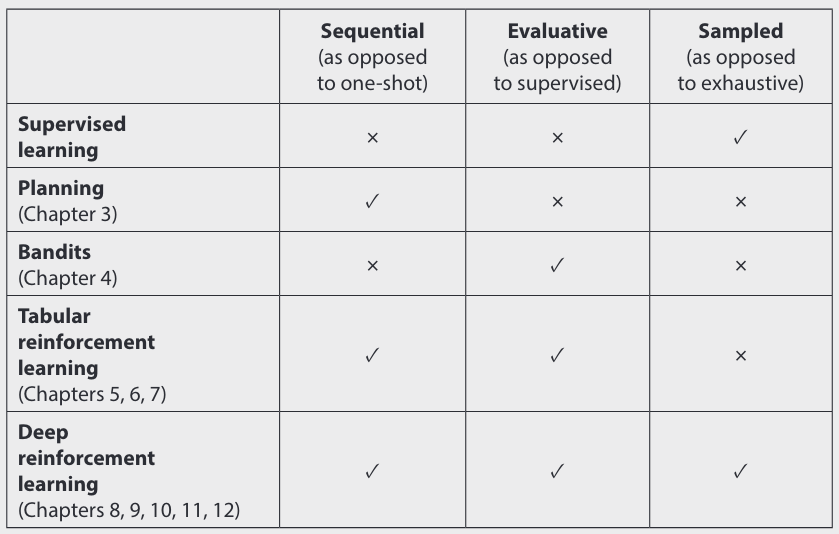 Sequential
(as opposed
to one-shot)
Evaluative
(as opposed
to supervised)
Sampled
(as opposed
to exhaustive)
Supervised
learning
× × ✓
Planning
(Chapter 3)
✓ × ×
Bandits
(Chapter 4)
× ✓ ×
Tabular
reinforcement
learning
(Chapters 5, 6, 7)
✓ ✓ ×
Deep
reinforcement
learning
(Chapters 8, 9, 10, 11, 12)
✓ ✓ ✓